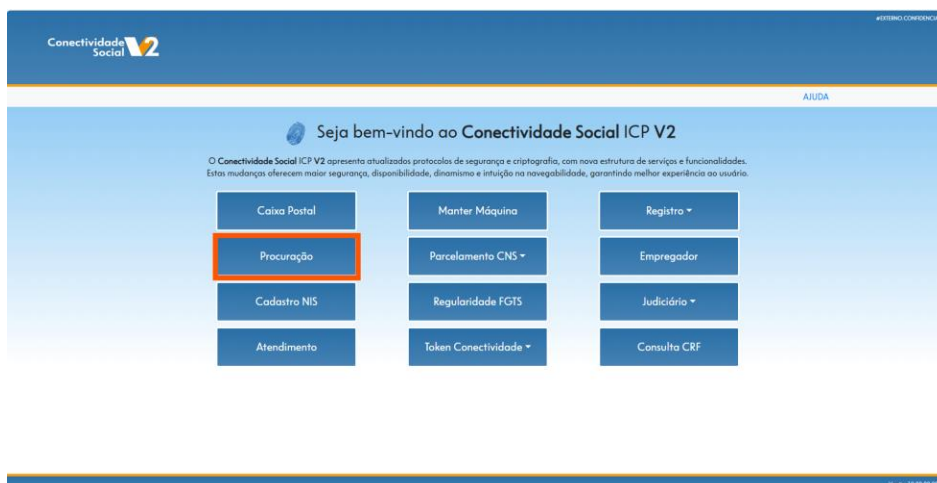 #EXTERNO.CONFIDENCIAL
Conectividade
Social V2
AJUDA
Seja bem-vindo ao Conectividade Social ICP V2
O Conectividade Social ICP V2 apresenta atualizados protocolos de segurança e criptografia, com nova estrutura de serviços e funcionalidades.
Estas mudanças oferecem maior segurança, disponibilidade, dinamismo e intuição na navegabilidade, garantindo melhor experiência ao usuário.
Caixa Postal
Manter Máquina
Registro
Procuração
Parcelamento CNS
Empregador
Cadastro NIS
Regularidade FGTS
Judiciário
Atendimento
Token Conectividade
Consulta CRF